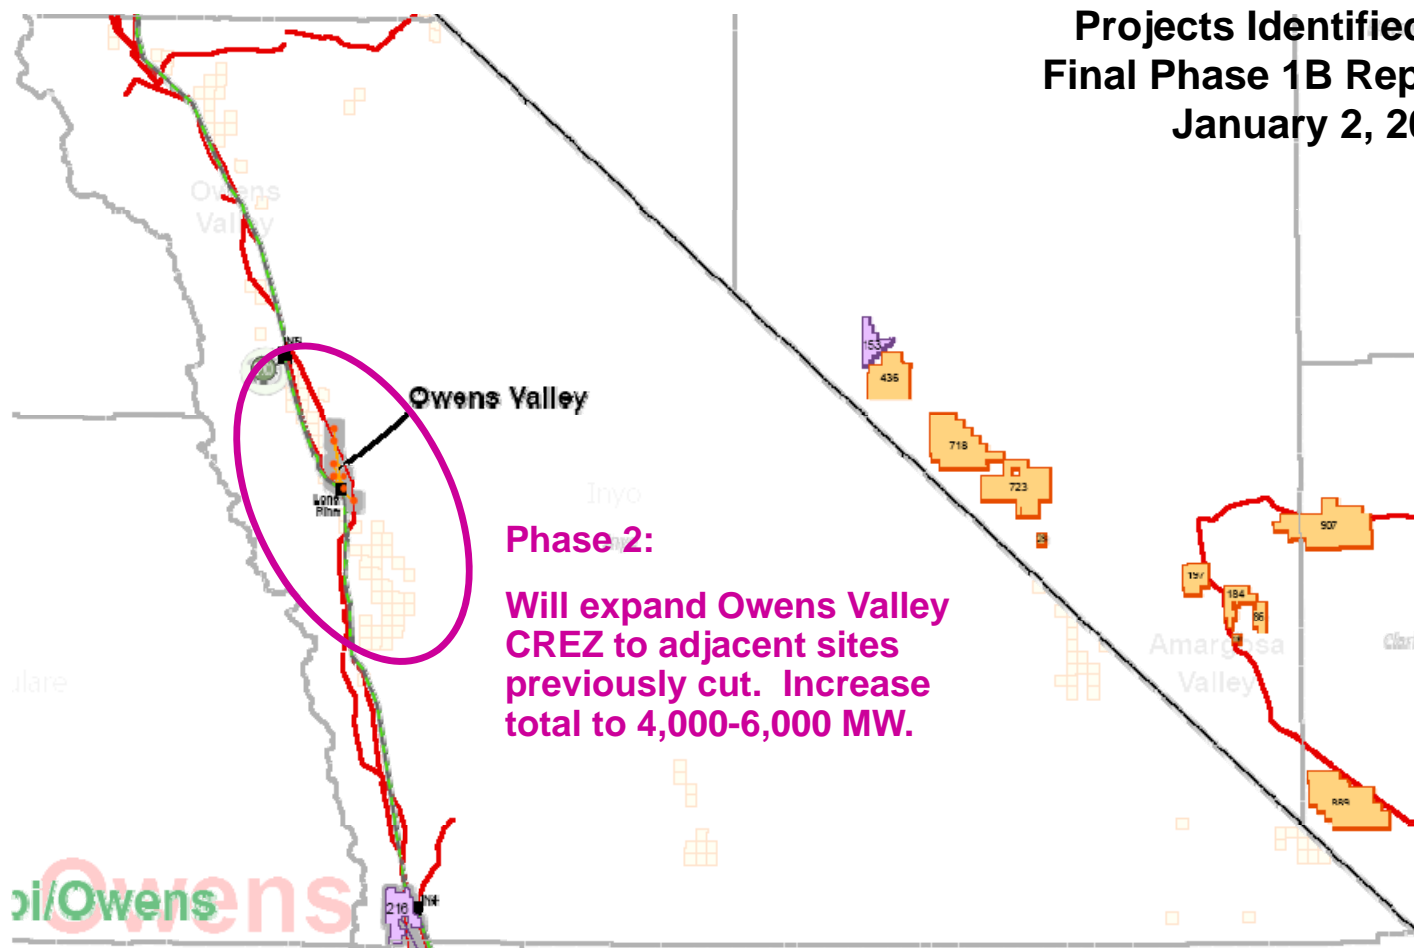 Projects Identified
Final Phase 1B Rep
January 2, 20
Owens
Valley
153
436
Owens Valley
718
723
Lone
Pine
Inyo
907
Phase 2:
197
184
Will expand Owens Valley
CREZ to adjacent sites
previously cut. Increase
total to 4,000-6,000 MW.
Amargosa
Valley
ulare
889
pi/Owens
Owens
216